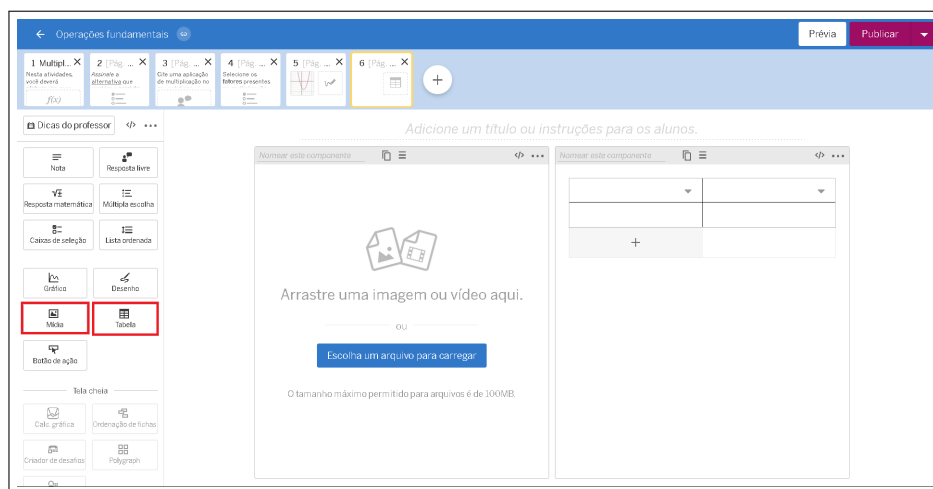 Operações fundamentais
Prévia
Publicar
1 Multipl...
Nesta atividades,
você deverá
f(x)
2 [Pág. ...
Assinale a
alternativa que
3 [Pág. ...
Cite uma aplicação
de multiplicação no
4 [Pág. ...
Selecione os
fatores presentes
5 [Pág. ...
6 [Pág. ...
Dicas do professor
Nota
Resposta livre
Resposta matemática
Múltipla escolha
Caixas de seleção
Lista ordenada
Gráfico
Desenho
Mídia
Tabela
Botão de ação
Tela cheia
Calc. gráfica
Ordenação de fichas
Criador de desafios
Polygraph
Adicione um título ou instruções para os alunos.
Nomear este componente
Arrastre uma imagem ou vídeo aqui.
ou
Escolha um arquivo para carregar
O tamanho máximo permitido para arquivos é de 100MB.
Nomear este componente